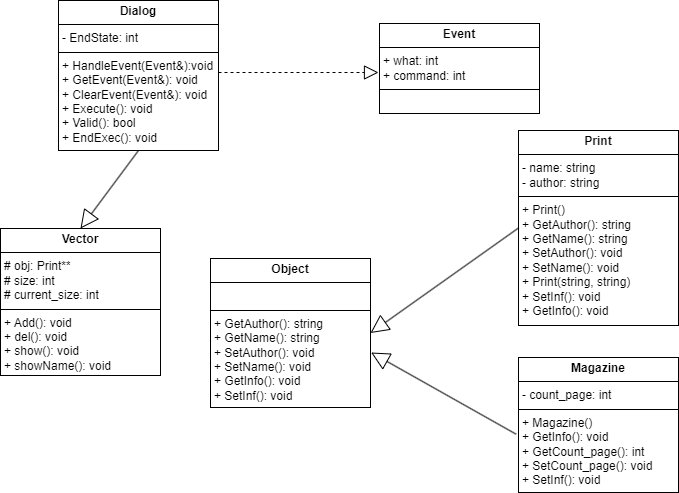 Dialog
- EndState: int
+ HandleEvent(Event&):void
+ GetEvent(Event&): void
+ ClearEvent(Event&): void
+ Execute(): void
+ Valid(): bool
+ EndExec(): void
Event
+ what: int
+ command: int
Print
- name: string
- author: string
+ Print()
+ GetAuthor(): string
+ GetName(): string
+ SetAuthor(): void
+ SetName(): void
+ Print(string, string)
+ SetInf(): void
+ GetInfo(): void
Vector
# obj: Print**
# size: int
# current_size: int
+ Add(): void
+ del(): void
+ show(): void
+ showName(): void
Object
+ GetAuthor(): string
+ GetName(): string
+ SetAuthor(): void
+ SetName(): void
+ GetInfo(): void
+ SetInf(): void
Magazine
- count_page: int
+ Magazine()
+ GetInfo(): void
+ GetCount_page(): int
+ SetCount_page(): void
+ SetInf(): void